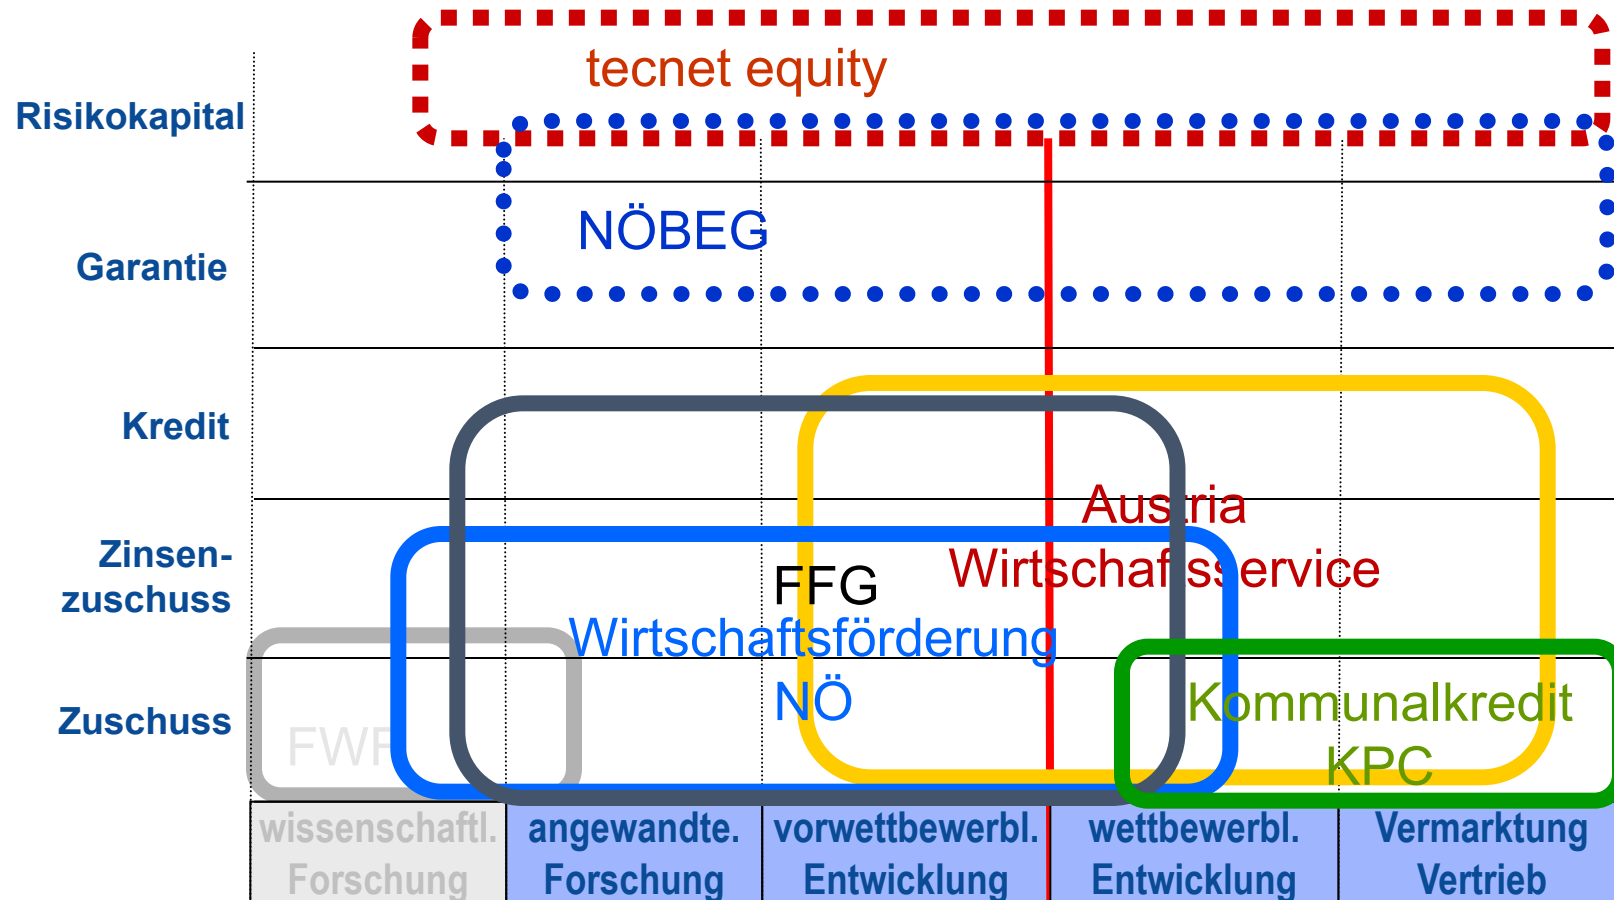 tecnet equity
Risikokapital
NÖBEG
Garantie
Kredit
Austria
Wirtschaftsservice
Zinsen-
zuschuss
FFG
Wirtschaftsförderung
NÖ
Zuschuss
FWF
Kommunalkredit
KPC
wissenschaftl.
Forschung
angewandte.
Forschung
vorwettbewerbl.
Entwicklung
wettbewerbl.
Entwicklung
Vermarktung
Vertrieb